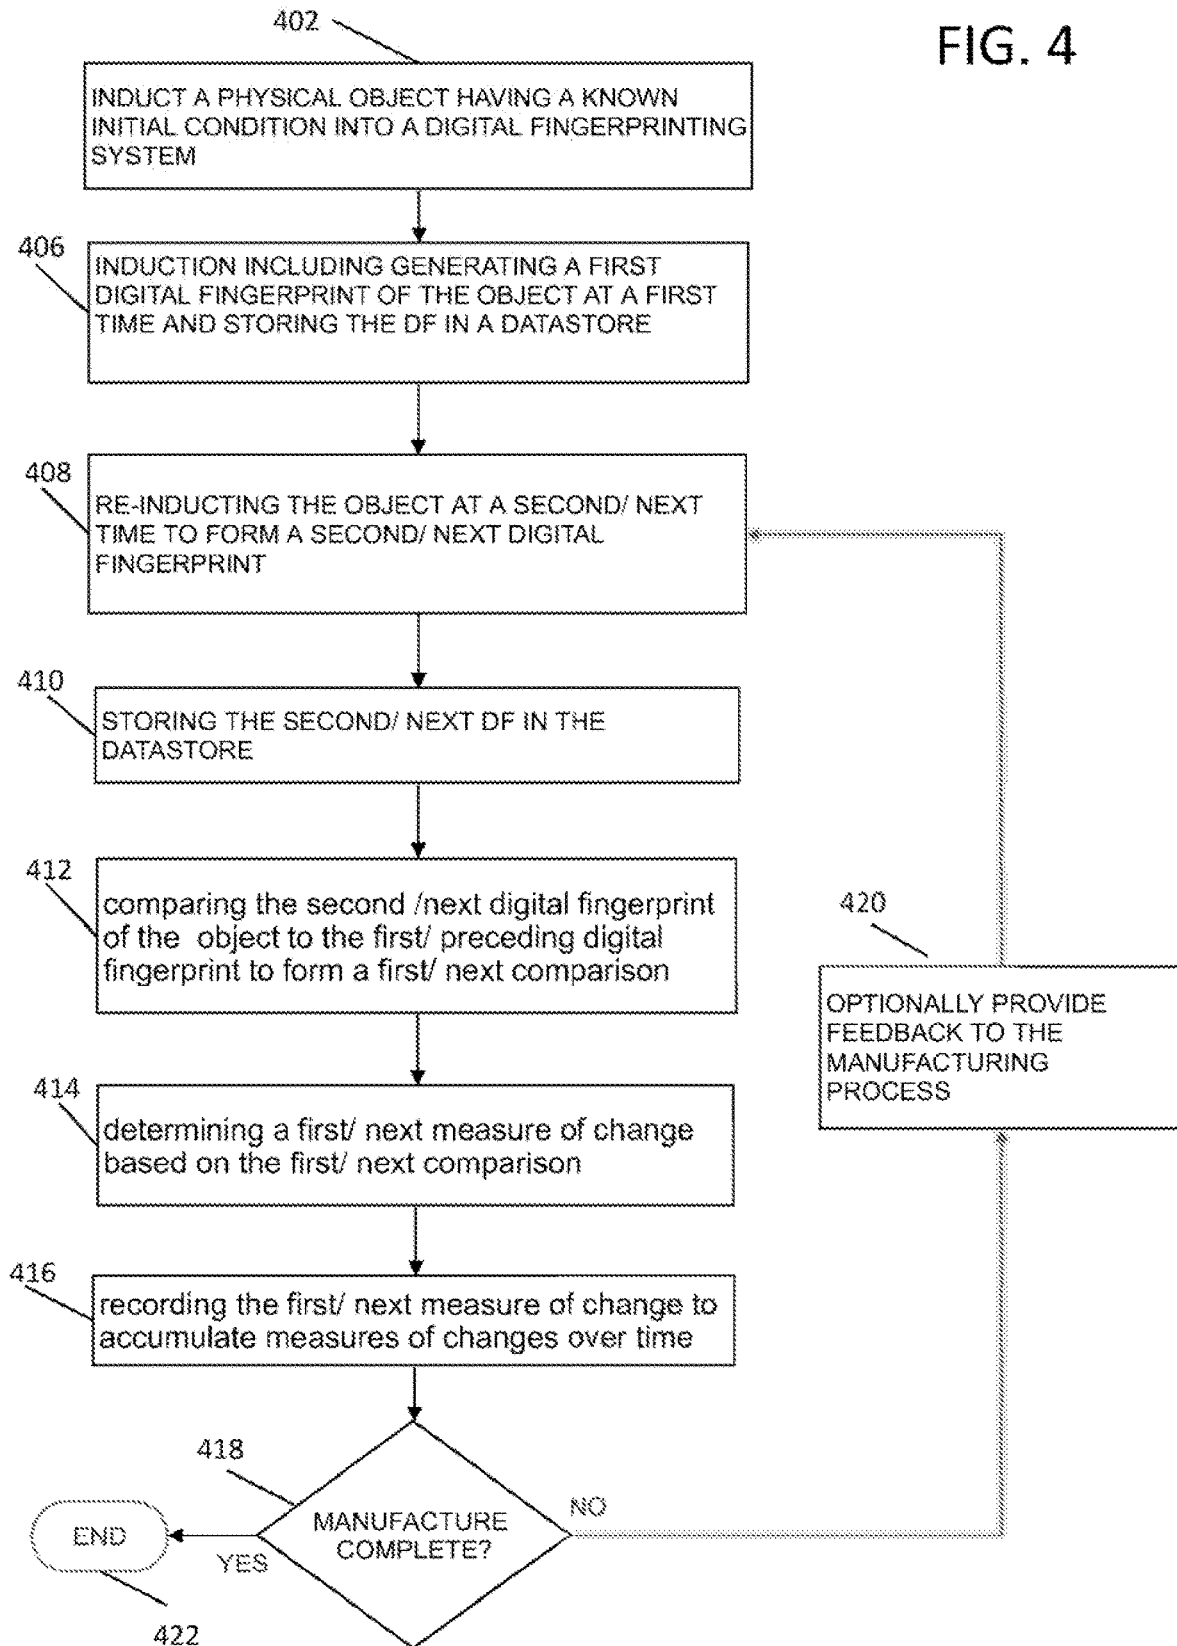 402
FIG. 4
INDUCT A PHYSICAL OBJECT HAVING A KNOWN
INITIAL CONDITION INTO A DIGITAL FINGERPRINTING
SYSTEM
406
INDUCTION INCLUDING GENERATING A FIRST
DIGITAL FINGERPRINT OF THE OBJECT AT A FIRST
TIME AND STORING THE DF IN A DATASTORE
408
RE-INDUCTING THE OBJECT AT A SECOND/ NEXT
TIME TO FORM A SECOND/ NEXT DIGITAL
FINGERPRINT
410
STORING THE SECOND/ NEXT DF IN THE
DATASTORE
412
comparing the second /next digital fingerprint
of the object to the first/ preceding digital
fingerprint to form a first/ next comparison
420
OPTIONALLY PROVIDE
FEEDBACK TO THE
MANUFACTURING
PROCESS
414
determining a first/ next measure of change
based on the first/ next comparison
416
recording the first/ next measure of change to
accumulate measures of changes over time
418
MANUFACTURE
COMPLETE?
NO
YES
END
422